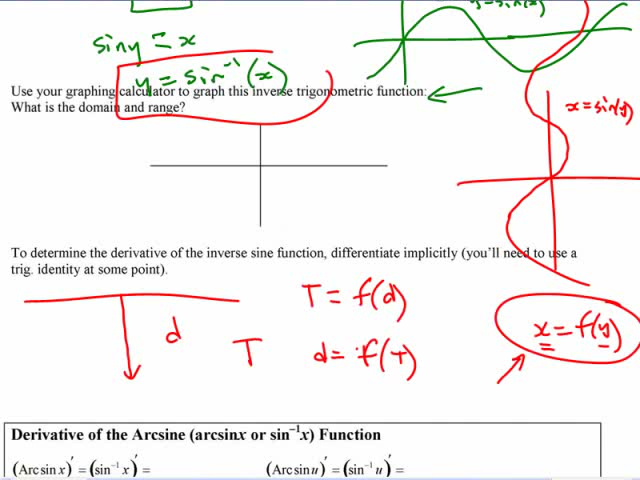 y=sin(x)
sin y = x
y = sin⁻¹(x)
Use your graphing calculator to graph this inverse trigonometric function:
What is the domain and range?
x = sin(y)
To determine the derivative of the inverse sine function, differentiate implicitly (you'll need to use a
trig. identity at some point).
T = f(d)
x = f(y)
d
T
d = f(T)
Derivative of the Arcsine (arcsinx or sin⁻¹x) Function
(Arcsin x)′ = (sin⁻¹ x)′ =
(Arcsin u)′ = (sin⁻¹ u)′ =